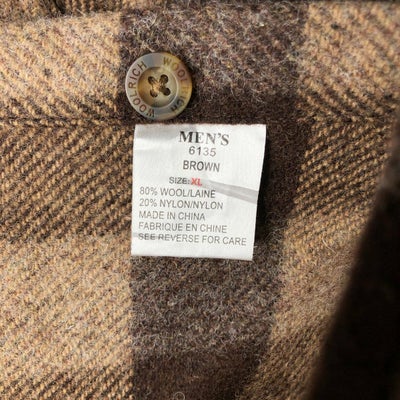 WOOLRICH WOOLRICH
MEN'S
6135
BROWN
SIZE: XL
80% WOOL/LAINE
20% NYLON/NYLON
MADE IN CHINA
FABRIQUE EN CHINE
SEE REVERSE FOR CARE